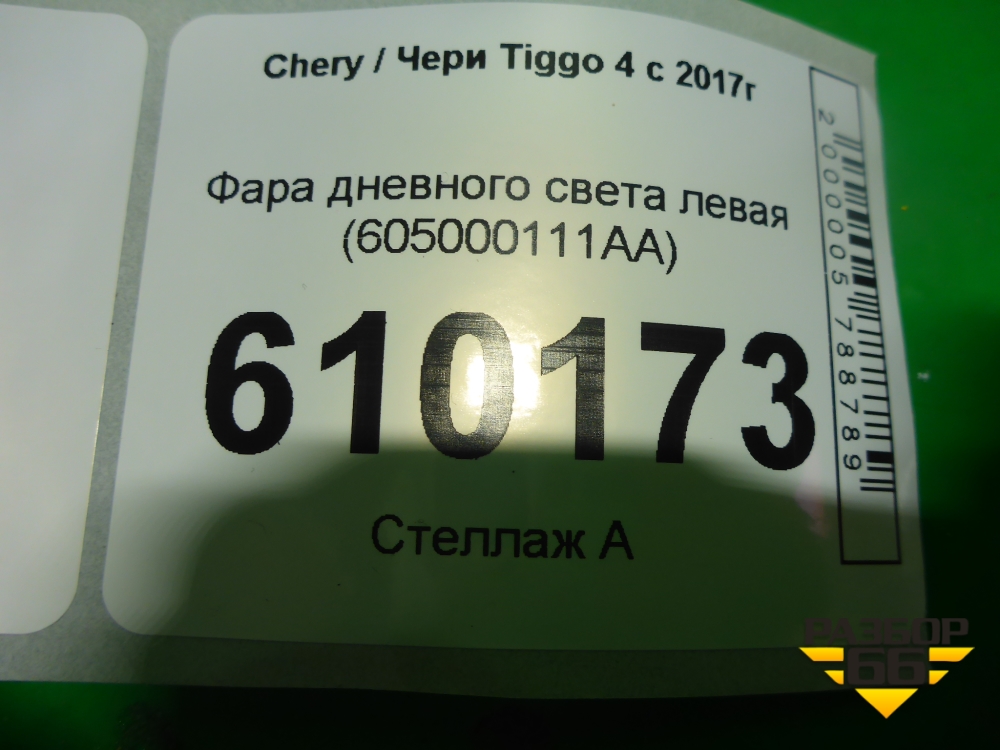 Chery / Чери Tiggo 4 с 2017г
Фара дневного света левая
(605000111AA)
610173
Стеллаж А
2000005788789
РАЗБОР
66